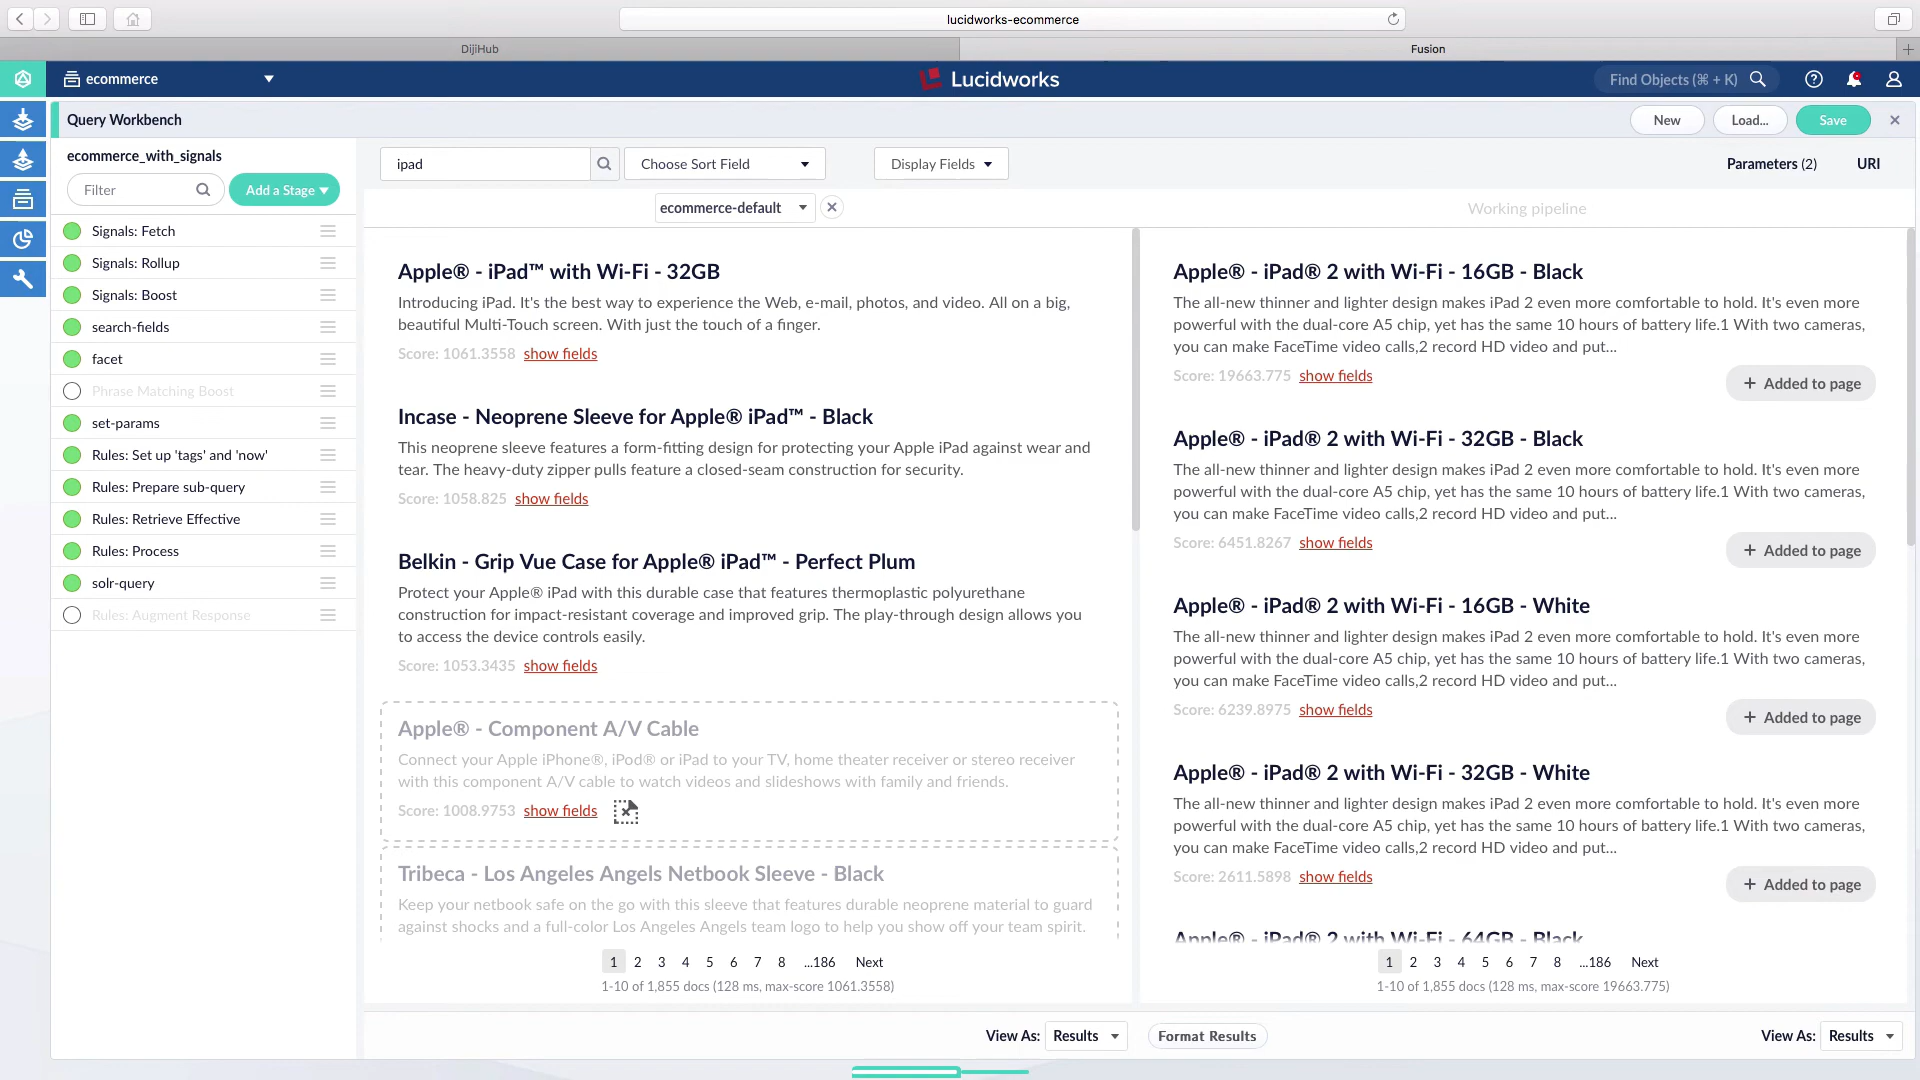 lucidworks-ecommerce
DijiHub
Fusion
ecommerce
Lucidworks
Find Objects (⌘ + K)
Query Workbench
New
Load...
Save
ecommerce_with_signals
Filter
Add a Stage
ipad
Choose Sort Field
Display Fields
Parameters (2)
URI
ecommerce-default
Working pipeline
Signals: Fetch
Signals: Rollup
Signals: Boost
search-fields
facet
Phrase Matching Boost
set-params
Rules: Set up 'tags' and 'now'
Rules: Prepare sub-query
Rules: Retrieve Effective
Rules: Process
solr-query
Rules: Augment Response
Apple® - iPad™ with Wi-Fi - 32GB
Introducing iPad. It's the best way to experience the Web, e-mail, photos, and video. All on a big,
beautiful Multi-Touch screen. With just the touch of a finger.
Score: 1061.3558 show fields
Incase - Neoprene Sleeve for Apple® iPad™ - Black
This neoprene sleeve features a form-fitting design for protecting your Apple iPad against wear and
tear. The heavy-duty zipper pulls feature a closed-seam construction for security.
Score: 1058.825 show fields
Belkin - Grip Vue Case for Apple® iPad™ - Perfect Plum
Protect your Apple® iPad with this durable case that features thermoplastic polyurethane
construction for impact-resistant coverage and improved grip. The play-through design allows you
to access the device controls easily.
Score: 1053.3435 show fields
Apple® - Component A/V Cable
Connect your Apple iPhone®, iPod® or iPad to your TV, home theater receiver or stereo receiver
with this component A/V cable to watch videos and slideshows with family and friends.
Score: 1008.9753 show fields
Tribeca - Los Angeles Angels Netbook Sleeve - Black
Keep your netbook safe on the go with this sleeve that features durable neoprene material to guard
against shocks and a full-color Los Angeles Angels team logo to help you show off your team spirit.
1 2 3 4 5 6 7 8 ...186 Next
1-10 of 1,855 docs (128 ms, max-score 1061.3558)
View As: Results
Apple® - iPad® 2 with Wi-Fi - 16GB - Black
The all-new thinner and lighter design makes iPad 2 even more comfortable to hold. It's even more
powerful with the dual-core A5 chip, yet has the same 10 hours of battery life.1 With two cameras,
you can make FaceTime video calls,2 record HD video and put...
Score: 19663.775 show fields
+ Added to page
Apple® - iPad® 2 with Wi-Fi - 32GB - Black
The all-new thinner and lighter design makes iPad 2 even more comfortable to hold. It's even more
powerful with the dual-core A5 chip, yet has the same 10 hours of battery life.1 With two cameras,
you can make FaceTime video calls,2 record HD video and put...
Score: 6451.8267 show fields
+ Added to page
Apple® - iPad® 2 with Wi-Fi - 16GB - White
The all-new thinner and lighter design makes iPad 2 even more comfortable to hold. It's even more
powerful with the dual-core A5 chip, yet has the same 10 hours of battery life.1 With two cameras,
you can make FaceTime video calls,2 record HD video and put...
Score: 6239.8975 show fields
+ Added to page
Apple® - iPad® 2 with Wi-Fi - 32GB - White
The all-new thinner and lighter design makes iPad 2 even more comfortable to hold. It's even more
powerful with the dual-core A5 chip, yet has the same 10 hours of battery life.1 With two cameras,
you can make FaceTime video calls,2 record HD video and put...
Score: 2611.5898 show fields
+ Added to page
Apple® - iPad® 2 with Wi-Fi - 64GB - Black
1 2 3 4 5 6 7 8 ...186 Next
1-10 of 1,855 docs (128 ms, max-score 19663.775)
Format Results
View As: Results